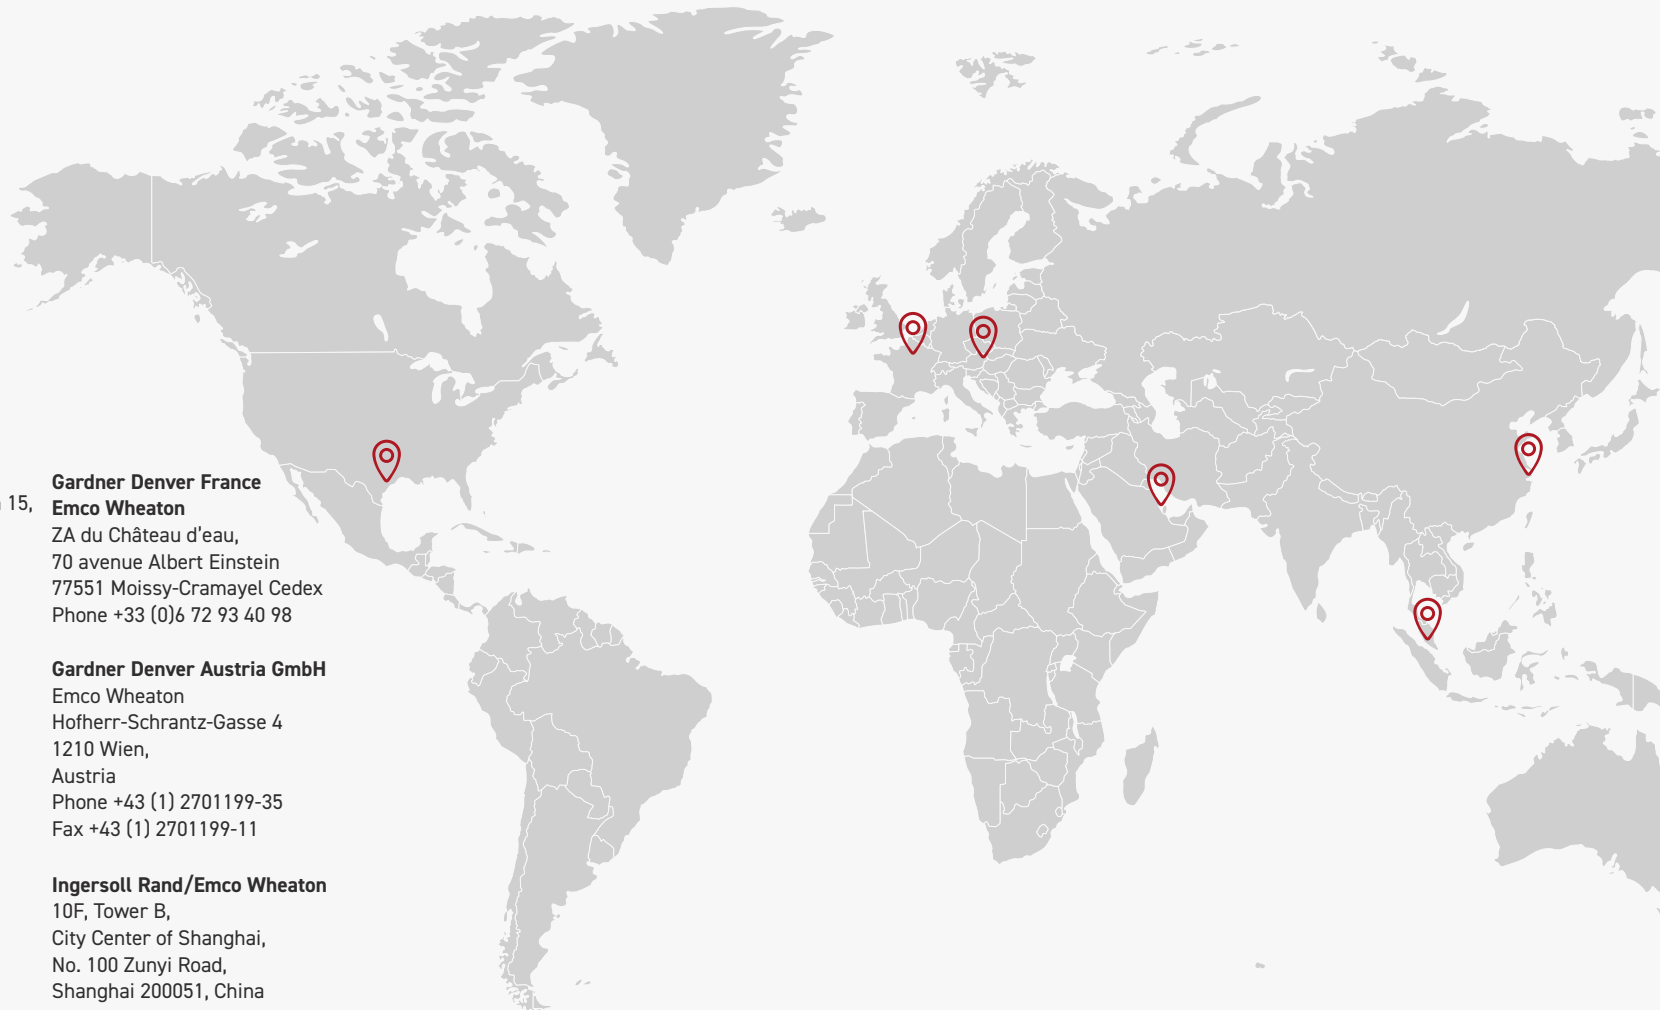 15,
Gardner Denver France
Emco Wheaton
ZA du Château d'eau,
70 avenue Albert Einstein
77551 Moissy-Cramayel Cedex
Phone +33 (0)6 72 93 40 98
Gardner Denver Austria GmbH
Emco Wheaton
Hofherr-Schrantz-Gasse 4
1210 Wien,
Austria
Phone +43 (1) 2701199-35
Fax +43 (1) 2701199-11
Ingersoll Rand/Emco Wheaton
10F, Tower B,
City Center of Shanghai,
No. 100 Zunyi Road,
Shanghai 200051, China